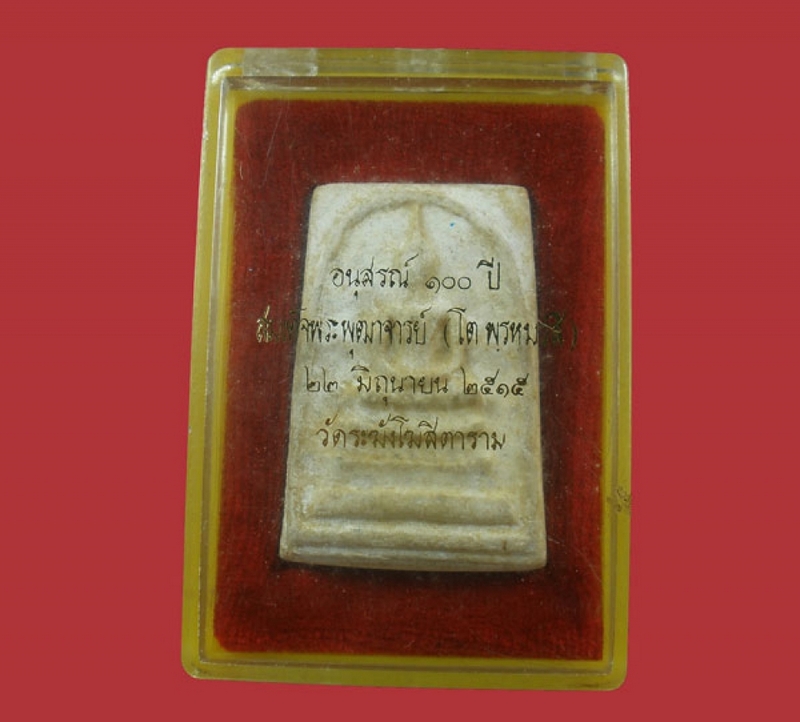 อนุสรณ์ ๑๐๐ ปี
สมเด็จพระพุฒาจารย์ (โต พฺรหฺมรํสี)
๒๒ มิถุนายน ๒๕๑๕
วัดระฆังโฆสิตาราม